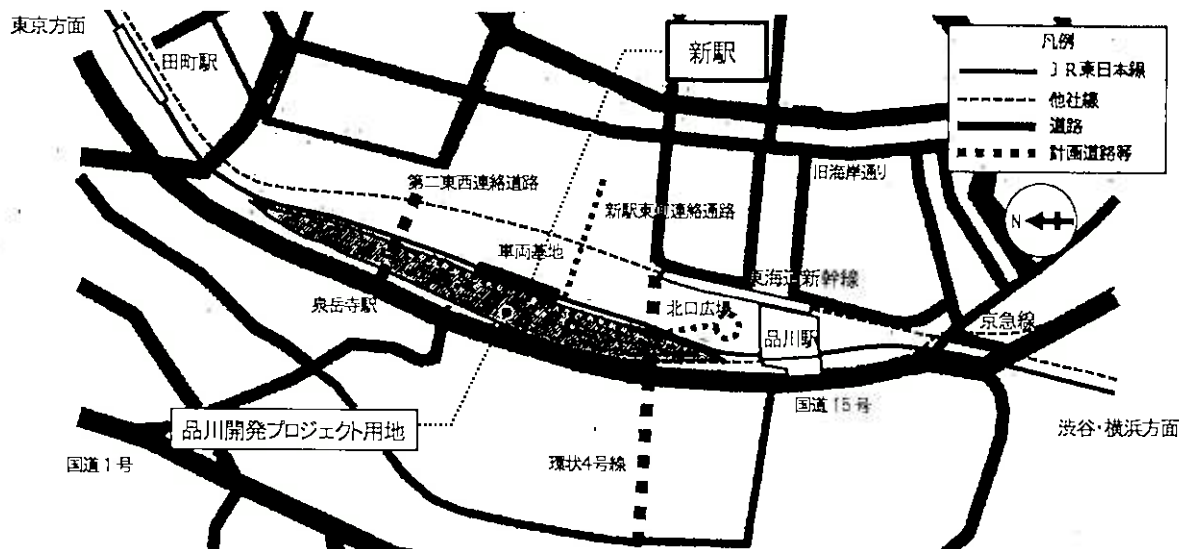 東京方面
田町駅
新駅
凡例
JR東日本線
他社線
道路
計画道路等
旧海岸通り
第二東西連絡道路
新駅東側連絡通路
N
車両基地
東海道新幹線
泉岳寺駅
北口広場
品川駅
京急線
国道15号
品川開発プロジェクト用地
渋谷・横浜方面
国道1号
環状4号線